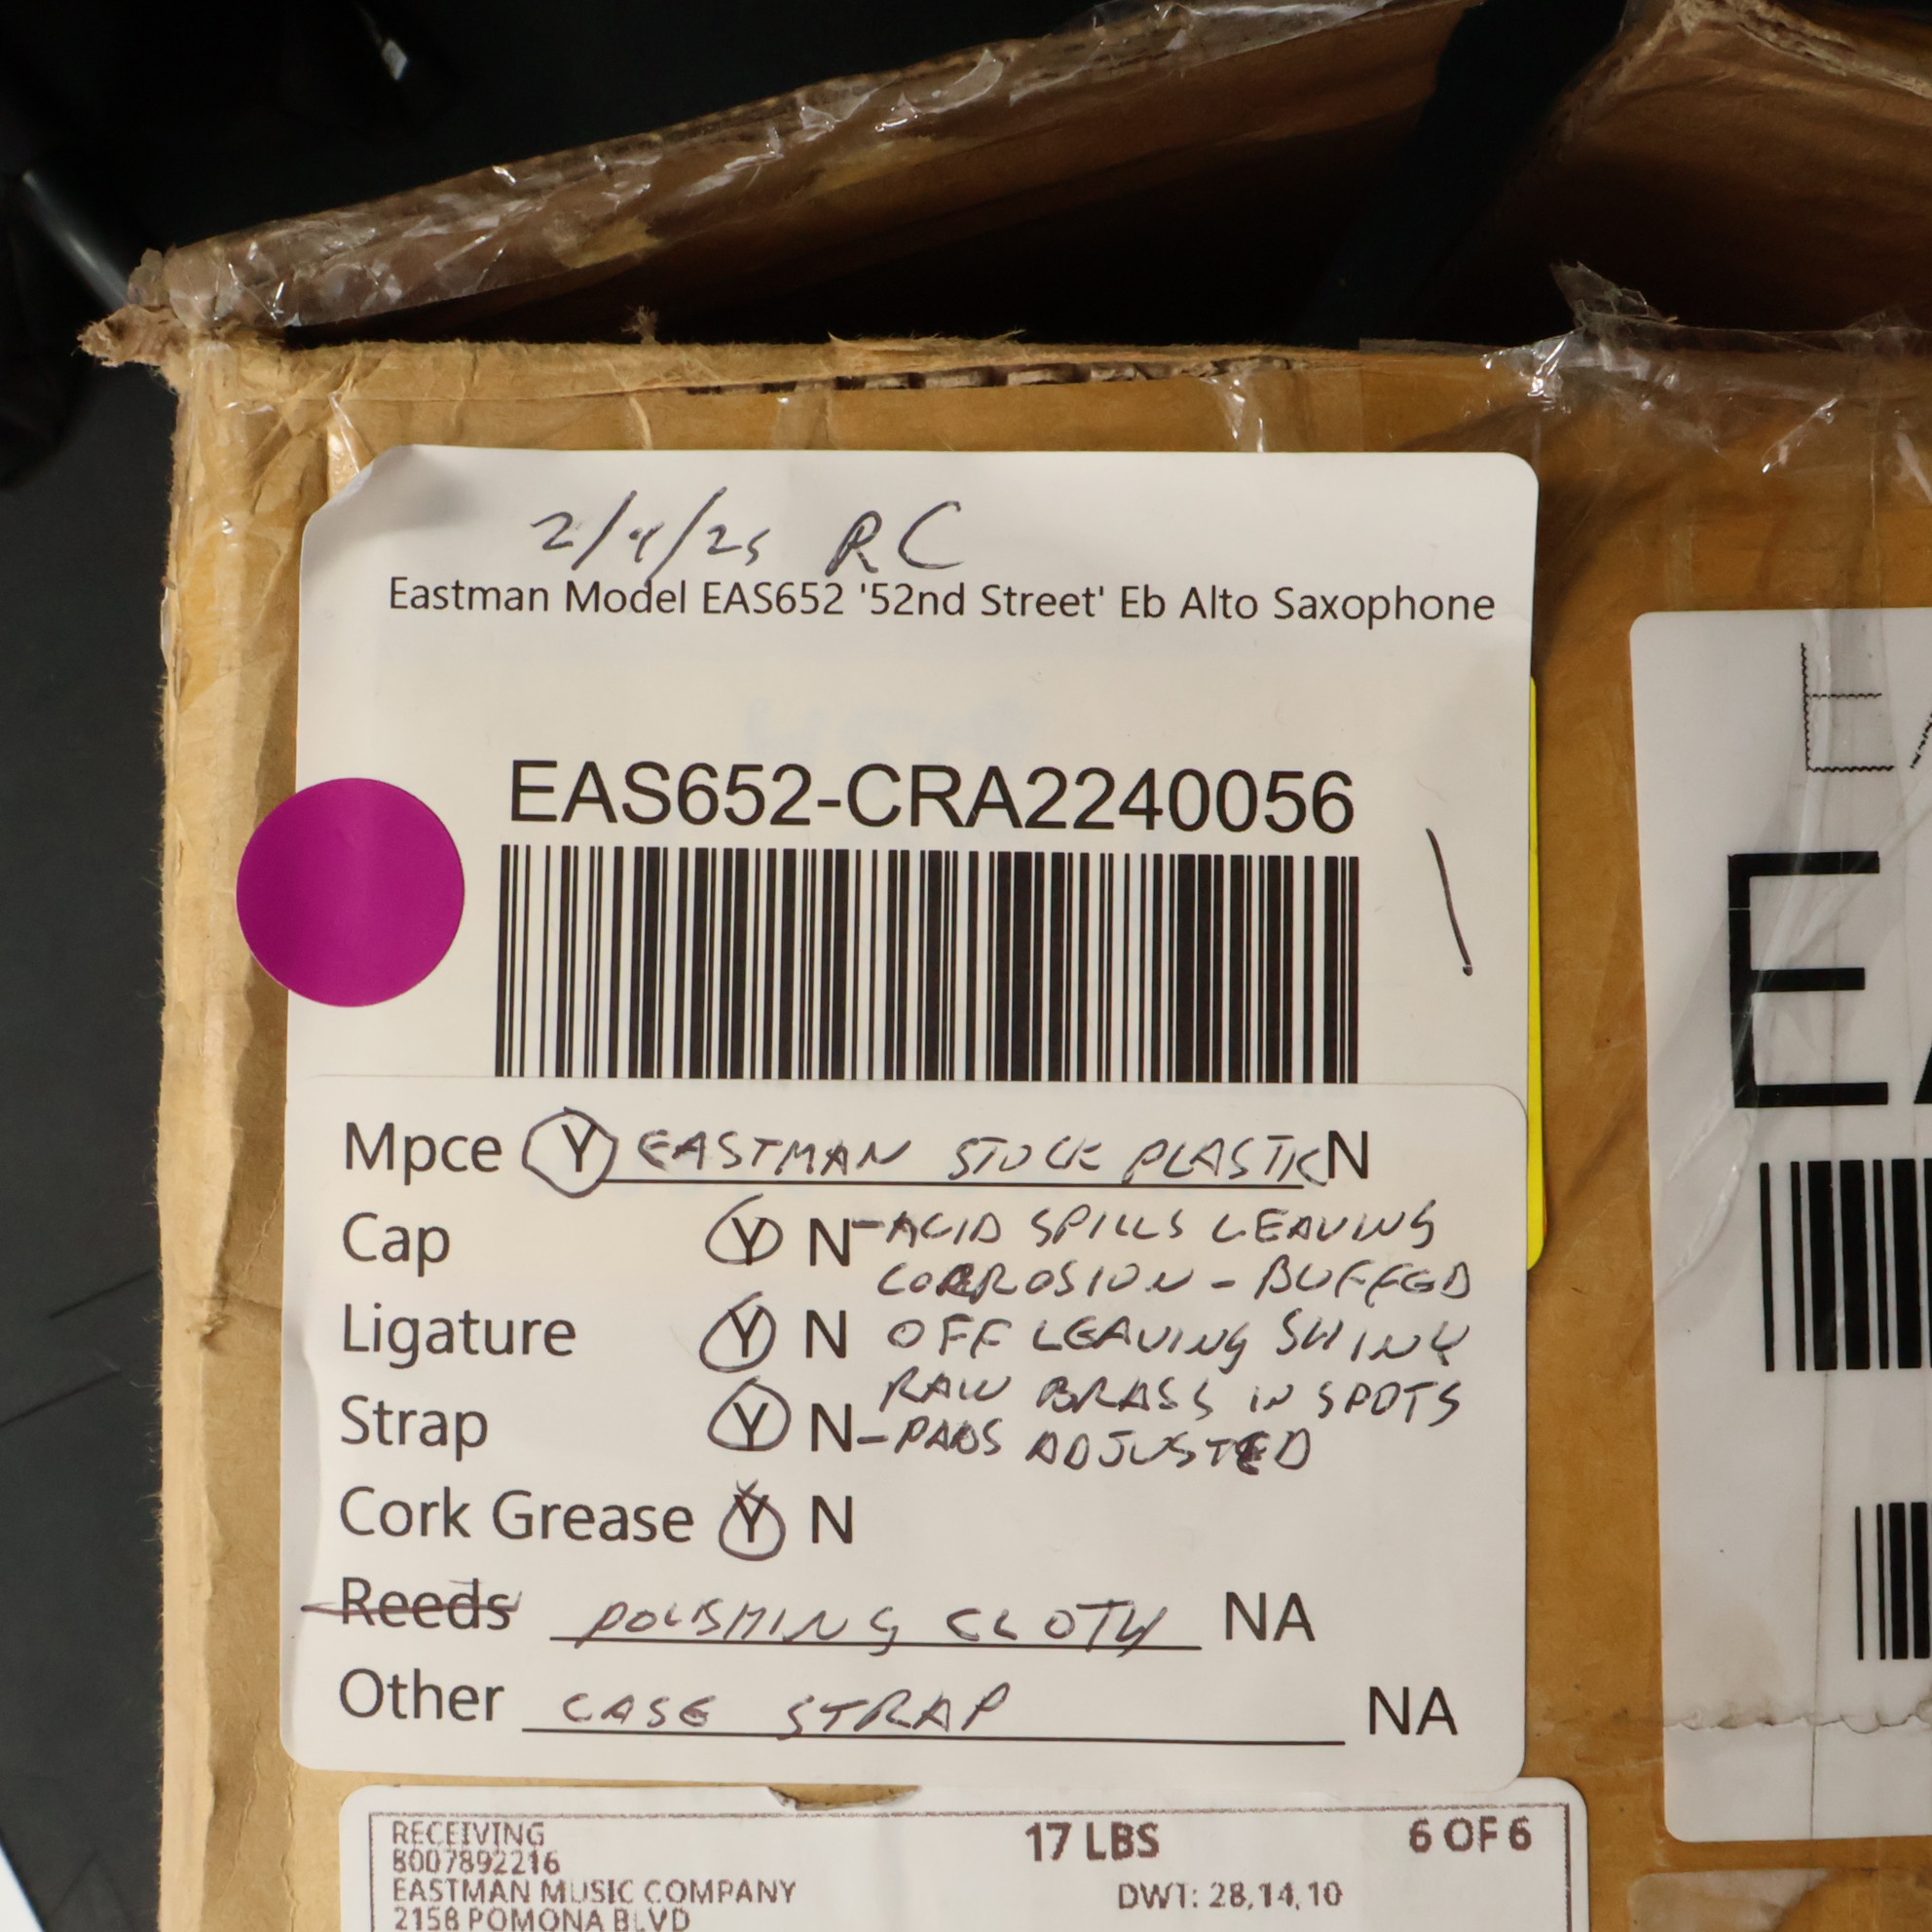 2/4/25 RC
Eastman Model EAS652 '52nd Street' Eb Alto Saxophone
EAS652-CRA2240056
Mpce Y EASTMAN STOCK PLASTIC N
Cap Y N -ACID SPILLS LEAVING
CORROSION - BUFFED
Ligature Y N OFF LEAVING SHINY
RAW BRASS IN SPOTS
Strap Y N -PADS ADJUSTED
Cork Grease Y N
Reeds POLISHING CLOTH NA
Other CASE STRAP NA
RECEIVING 17 LBS 6 OF 6
8007892216
EASTMAN MUSIC COMPANY DWT: 28,14,10
2158 POMONA BLVD
E